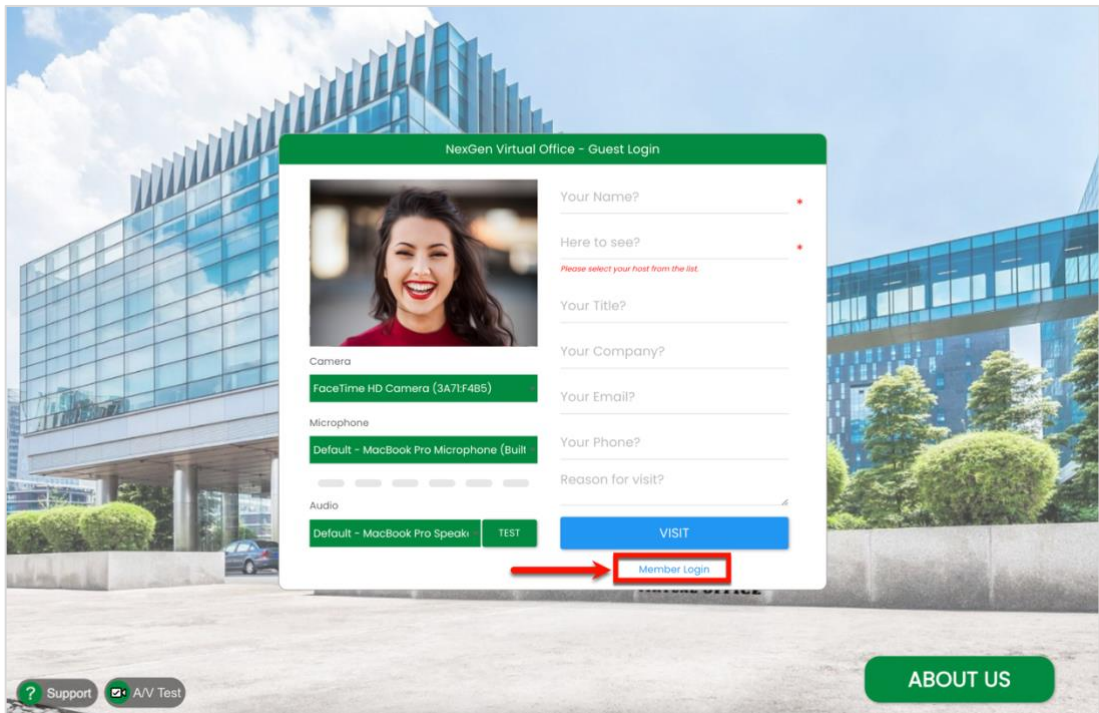 NexGen Virtual Office - Guest Login
Your Name?
*
Here to see?
*
Please select your host from the list.
Your Title?
Your Company?
Your Email?
Your Phone?
Reason for visit?
Camera
FaceTime HD Camera (3A71:F4B5)
Microphone
Default - MacBook Pro Microphone (Built
Audio
Default - MacBook Pro Speak
TEST
VISIT
Member Login
VIRTUAL OFFICE
? Support
A/V Test
ABOUT US